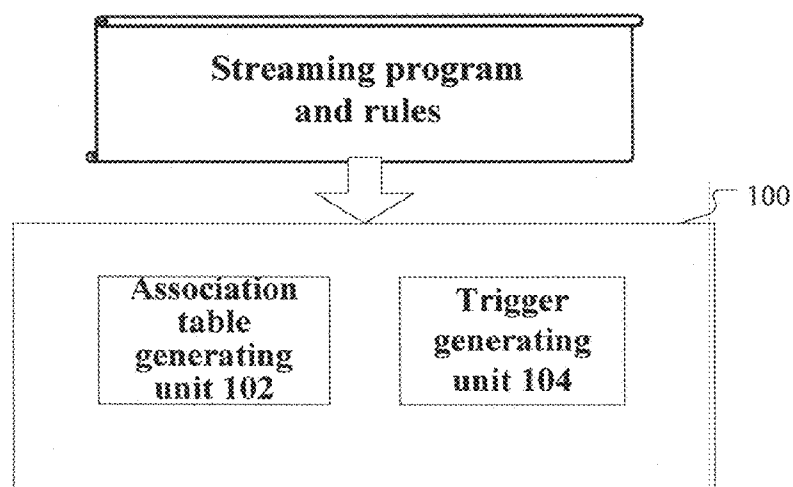 Streaming program
and rules
100
Association
table
generating
unit 102
Trigger
generating
unit 104